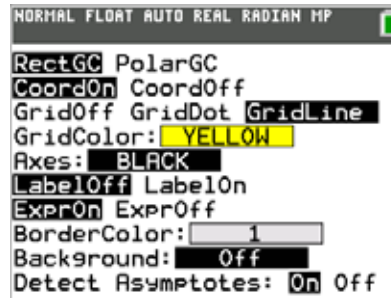 NORMAL FLOAT AUTO REAL RADIAN MP
RectGC PolarGC
CoordOn CoordOff
GridOff GridDot GridLine
GridColor: YELLOW
Axes: BLACK
LabelOff LabelOn
ExprOn ExprOff
BorderColor: 1
Background: Off
Detect Asymptotes: On Off